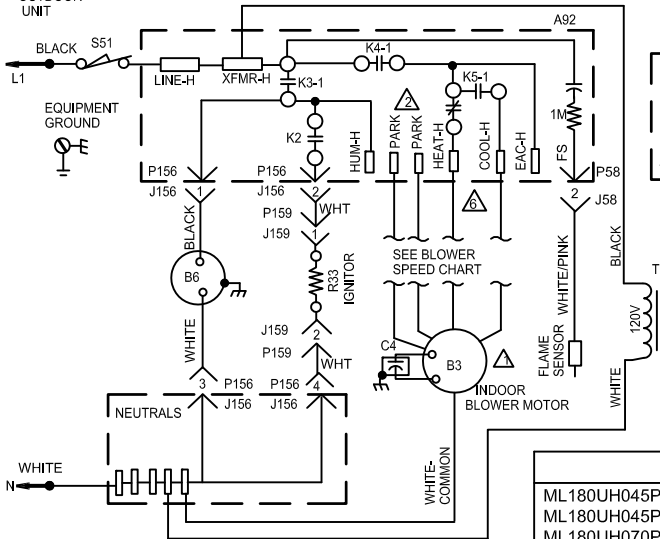 UNIT
A92
BLACK
S51
L1
LINE-H
XFMR-H
K4-1
K3-1
K5-1
EQUIPMENT
GROUND
K2
HUM-H
PARK
2
PARK
HEAT-H
COOL-H
EAC-H
1M
FS
P156
P156
P58
J156
1
J156
2
6
2
J58
P159
WHT
J159
1
BLACK
SEE BLOWER
SPEED CHART
WHITE/PINK
BLACK
B6
R33
IGNITOR
T
120V
WHITE
J159
2
P159
WHT
C4
B3
1
FLAME
SENSOR
INDOOR
BLOWER MOTOR
WHITE
3
P156
P156
4
J156
J156
NEUTRALS
WHITE-
COMMON
WHITE
N
ML180UH045P
ML180UH045P
ML180UH070P